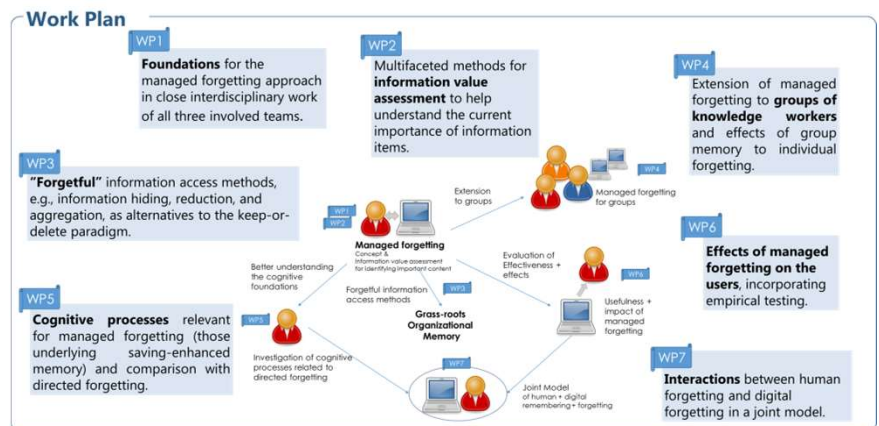 Work Plan
WP1
Foundations for the
managed forgetting approach
in close interdisciplinary work
of all three involved teams.
WP2
Multifaceted methods for
information value
assessment to help
understand the current
importance of information
items.
WP4
Extension of managed
forgetting to groups of
knowledge workers
and effects of group
memory to individual
forgetting.
WP3
"Forgetful" information access methods,
e.g., information hiding, reduction, and
aggregation, as alternatives to the keep-or-
delete paradigm.
WP5
Cognitive processes relevant
for managed forgetting (those
underlying saving-enhanced
memory) and comparison with
directed forgetting.
WP6
Effects of managed
forgetting on the
users, incorporating
empirical testing.
WP7
Interactions between human
forgetting and digital
forgetting in a joint model.
WP1
WP2
Managed forgetting
Concept &
Information value assessment
for identifying important content
Extension
to groups
WP4
Managed forgetting
for groups
Better understanding
the cognitive
foundations
Forgetful information
access methods
WP3
Grass-roots
Organizational
Memory
Evaluation of
Effectiveness +
effects
WP6
Usefulness +
impact of
managed
forgetting
WP5
Investigation of cognitive
processes related to
directed forgetting
WP7
Joint Model
of human + digital
remembering + forgetting